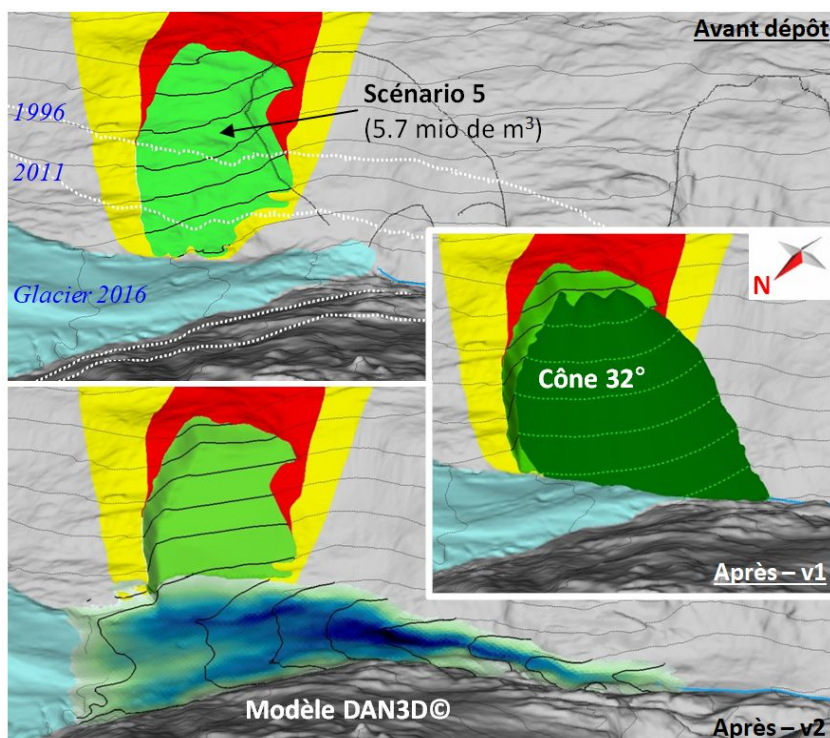 Avant dépôt
Scénario 5
(5.7 mio de m³)
1996
2011
Glacier 2016
N
Cône 32°
Après – v1
Modèle DAN3D©
Après – v2